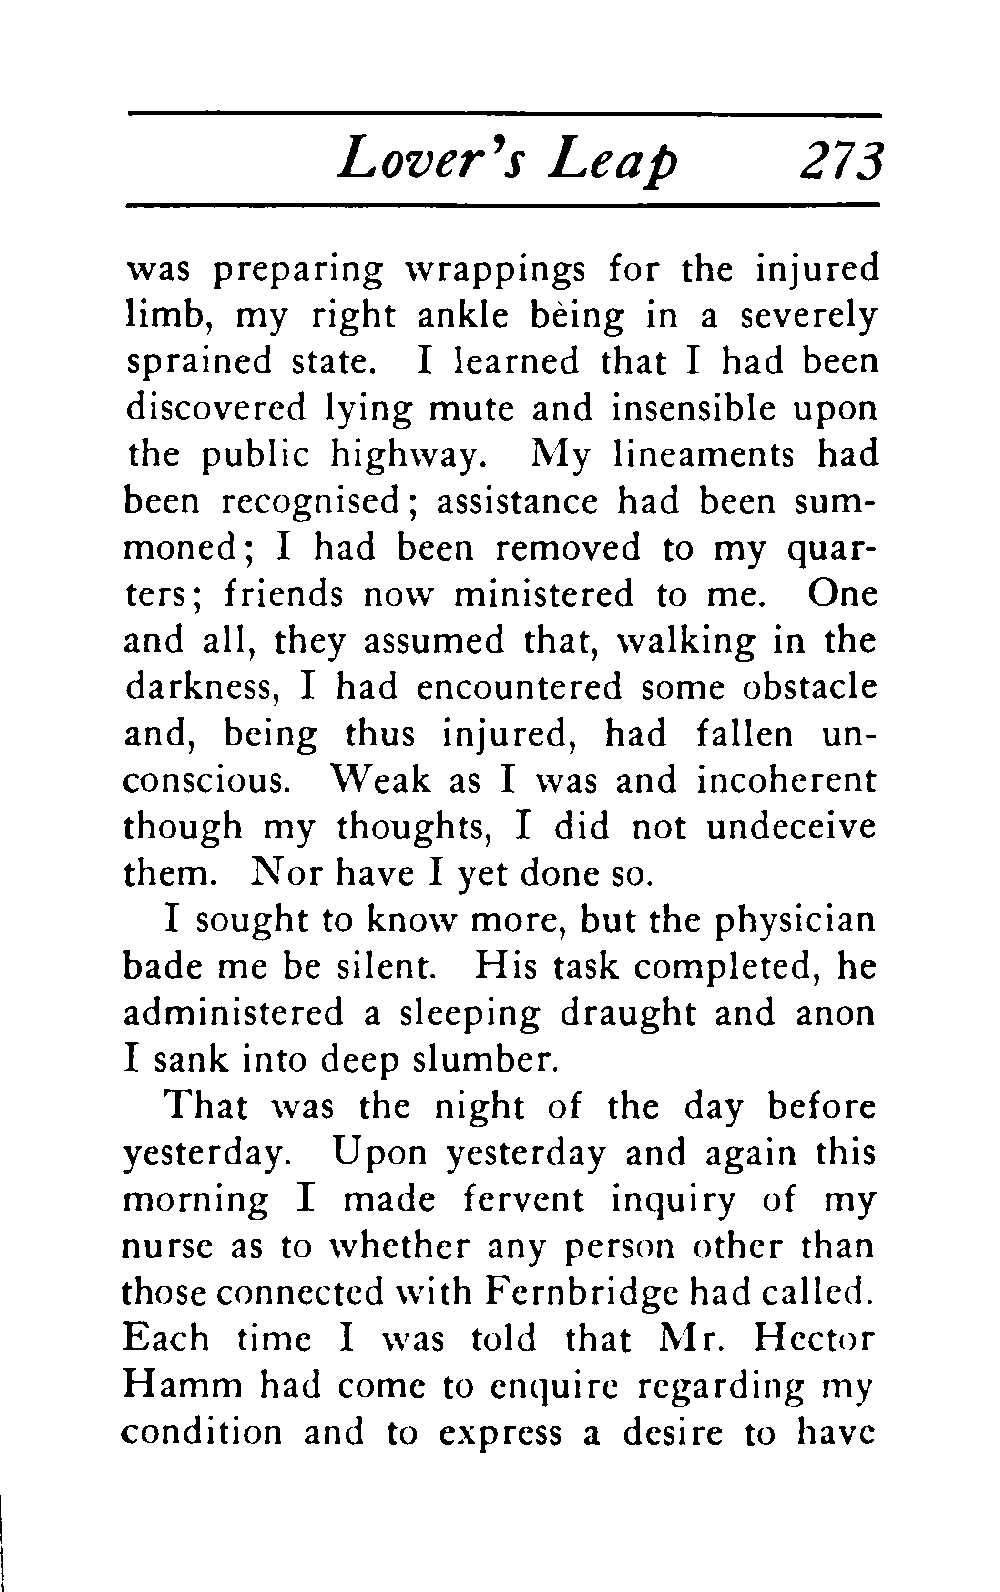 Lover's Leap 273
was preparing wrappings for the injured
limb, my right ankle being in a severely
sprained state. I learned that I had been
discovered lying mute and insensible upon
the public highway. My lineaments had
been recognised; assistance had been sum-
moned; I had been removed to my quar-
ters; friends now ministered to me. One
and all, they assumed that, walking in the
darkness, I had encountered some obstacle
and, being thus injured, had fallen un-
conscious. Weak as I was and incoherent
though my thoughts, I did not undeceive
them. Nor have I yet done so.
I sought to know more, but the physician
bade me be silent. His task completed, he
administered a sleeping draught and anon
I sank into deep slumber.
That was the night of the day before
yesterday. Upon yesterday and again this
morning I made fervent inquiry of my
nurse as to whether any person other than
those connected with Fernbridge had called.
Each time I was told that Mr. Hector
Hamm had come to enquire regarding my
condition and to express a desire to have